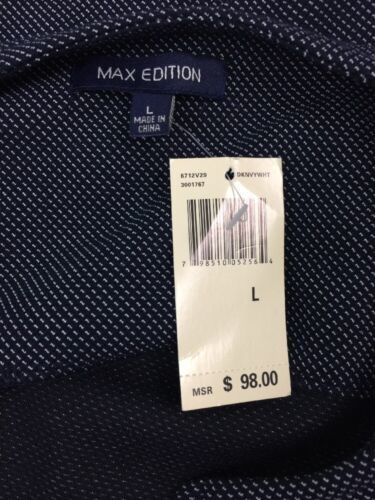 MAX EDITION
L
MADE IN
CHINA
8712V29 DKNVYWHT
3001767
7 98510 05256 4
L
MSR $ 98.00